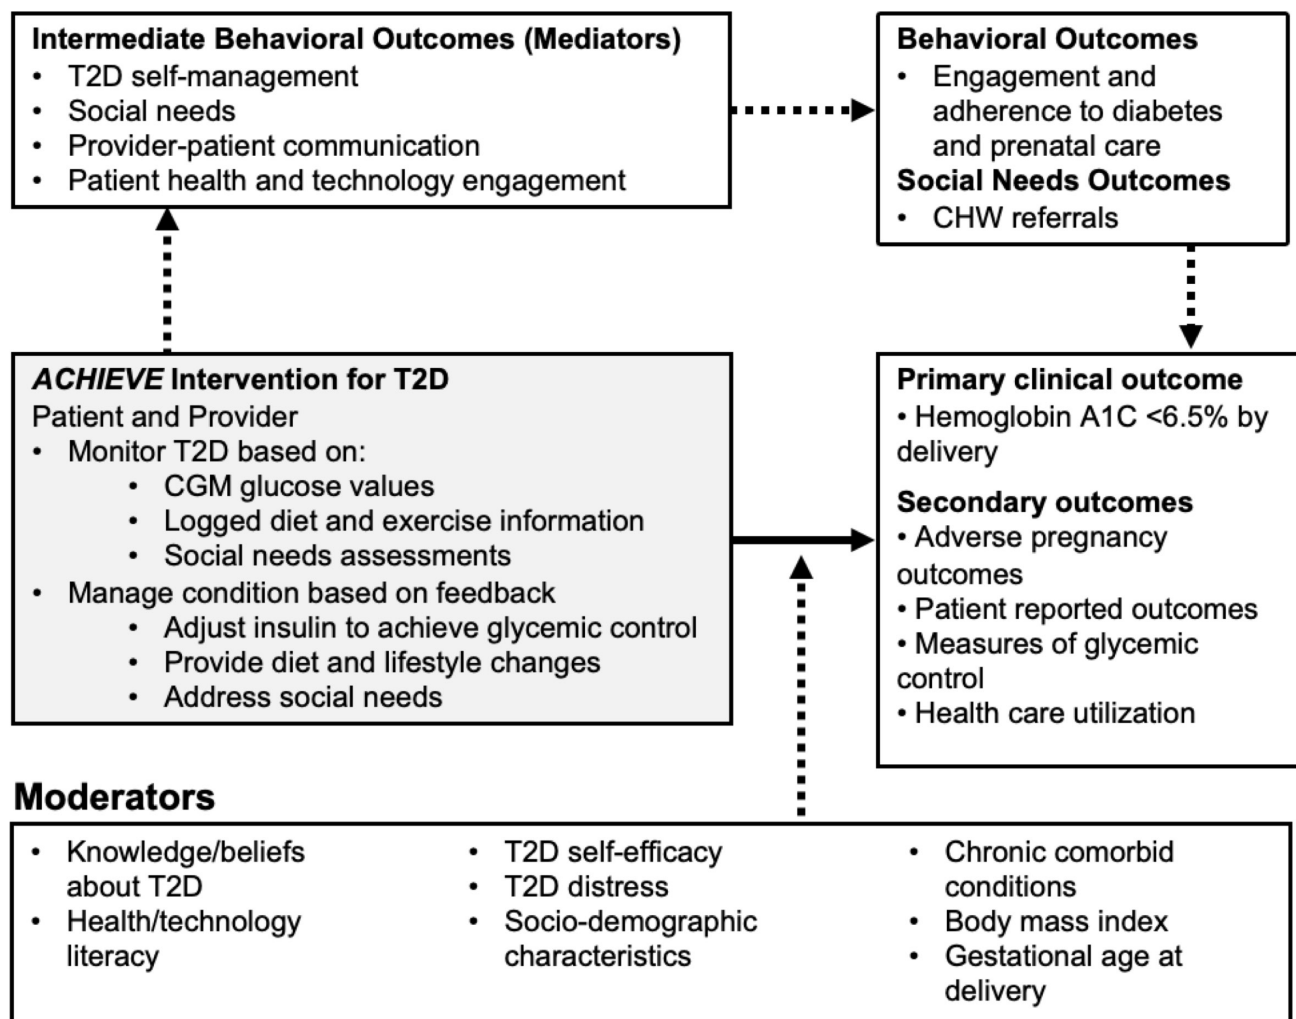 Intermediate Behavioral Outcomes (Mediators)
• T2D self-management
• Social needs
• Provider-patient communication
• Patient health and technology engagement
Behavioral Outcomes
• Engagement and
adherence to diabetes
and prenatal care
Social Needs Outcomes
• CHW referrals
ACHIEVE Intervention for T2D
Patient and Provider
• Monitor T2D based on:
• CGM glucose values
• Logged diet and exercise information
• Social needs assessments
• Manage condition based on feedback
• Adjust insulin to achieve glycemic control
• Provide diet and lifestyle changes
• Address social needs
Primary clinical outcome
• Hemoglobin A1C <6.5% by
delivery
Secondary outcomes
• Adverse pregnancy
outcomes
• Patient reported outcomes
• Measures of glycemic
control
• Health care utilization
Moderators
• Knowledge/beliefs
about T2D
• Health/technology
literacy
• T2D self-efficacy
• T2D distress
• Socio-demographic
characteristics
• Chronic comorbid
conditions
• Body mass index
• Gestational age at
delivery